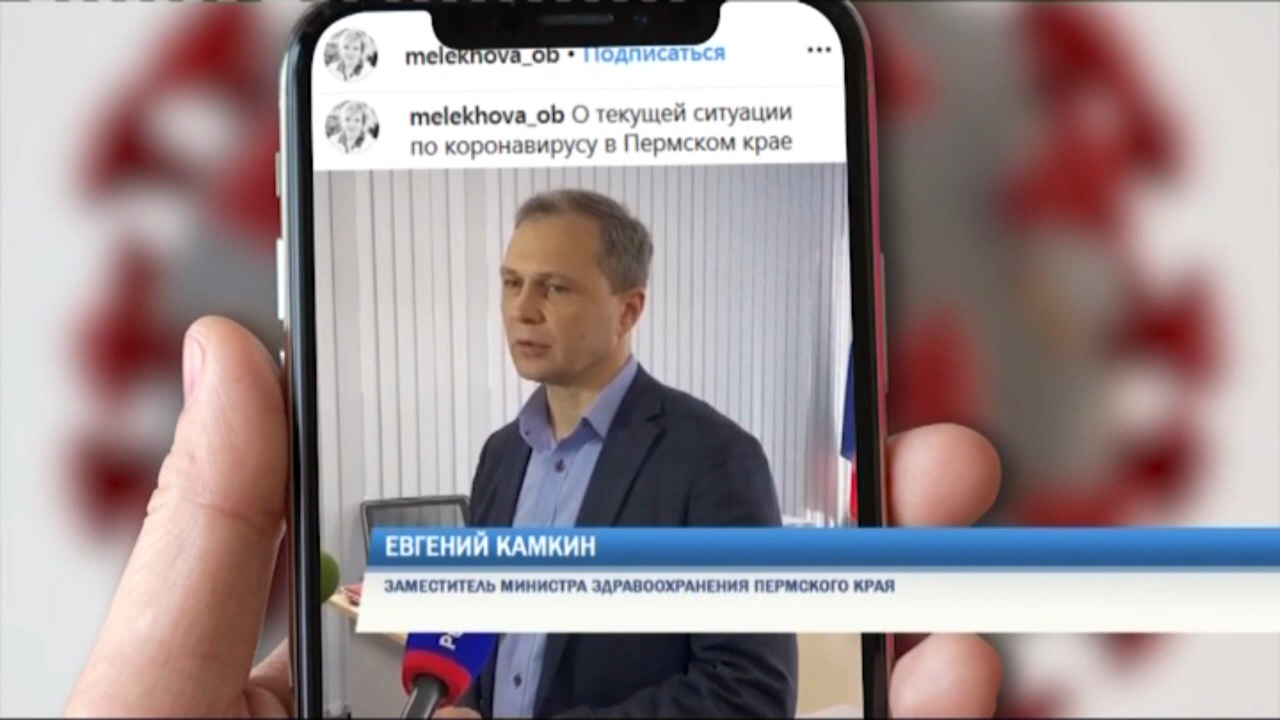 melekhova_ob • Подписаться
melekhova_ob О текущей ситуации
по коронавирусу в Пермском крае
ЕВГЕНИЙ КАМКИН
ЗАМЕСТИТЕЛЬ МИНИСТРА ЗДРАВООХРАНЕНИЯ ПЕРМСКОГО КРАЯ